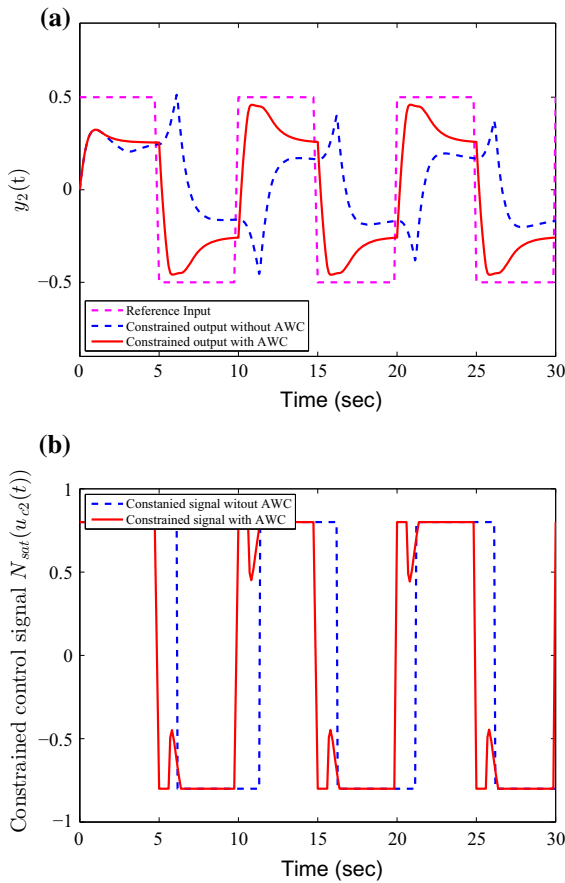 (a)
0.5
0
−0.5
y2(t)
Reference Input
Constrained output without AWC
Constrained output with AWC
0 5 10 15 20 25 30
Time (sec)
(b)
1
0.5
0
−0.5
−1
Constrained control signal Nsat(uc2(t))
Constanied signal witout AWC
Constrained signal with AWC
0 5 10 15 20 25 30
Time (sec)